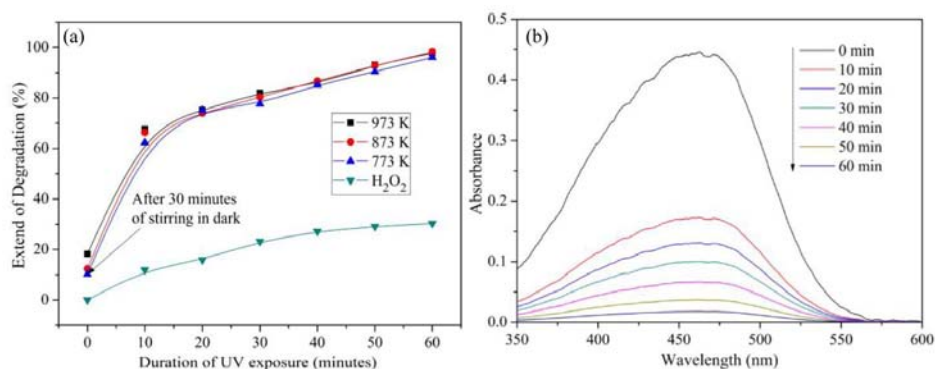 (a)
100
80
60
40
20
0
Extend of Degradation (%)
973 K
873 K
773 K
H₂O₂
After 30 minutes
of stirring in dark
0 10 20 30 40 50 60
Duration of UV exposure (minutes)
(b)
0.5
0.4
0.3
0.2
0.1
0.0
Absorbance
0 min
10 min
20 min
30 min
40 min
50 min
60 min
350 400 450 500 550 600
Wavelength (nm)